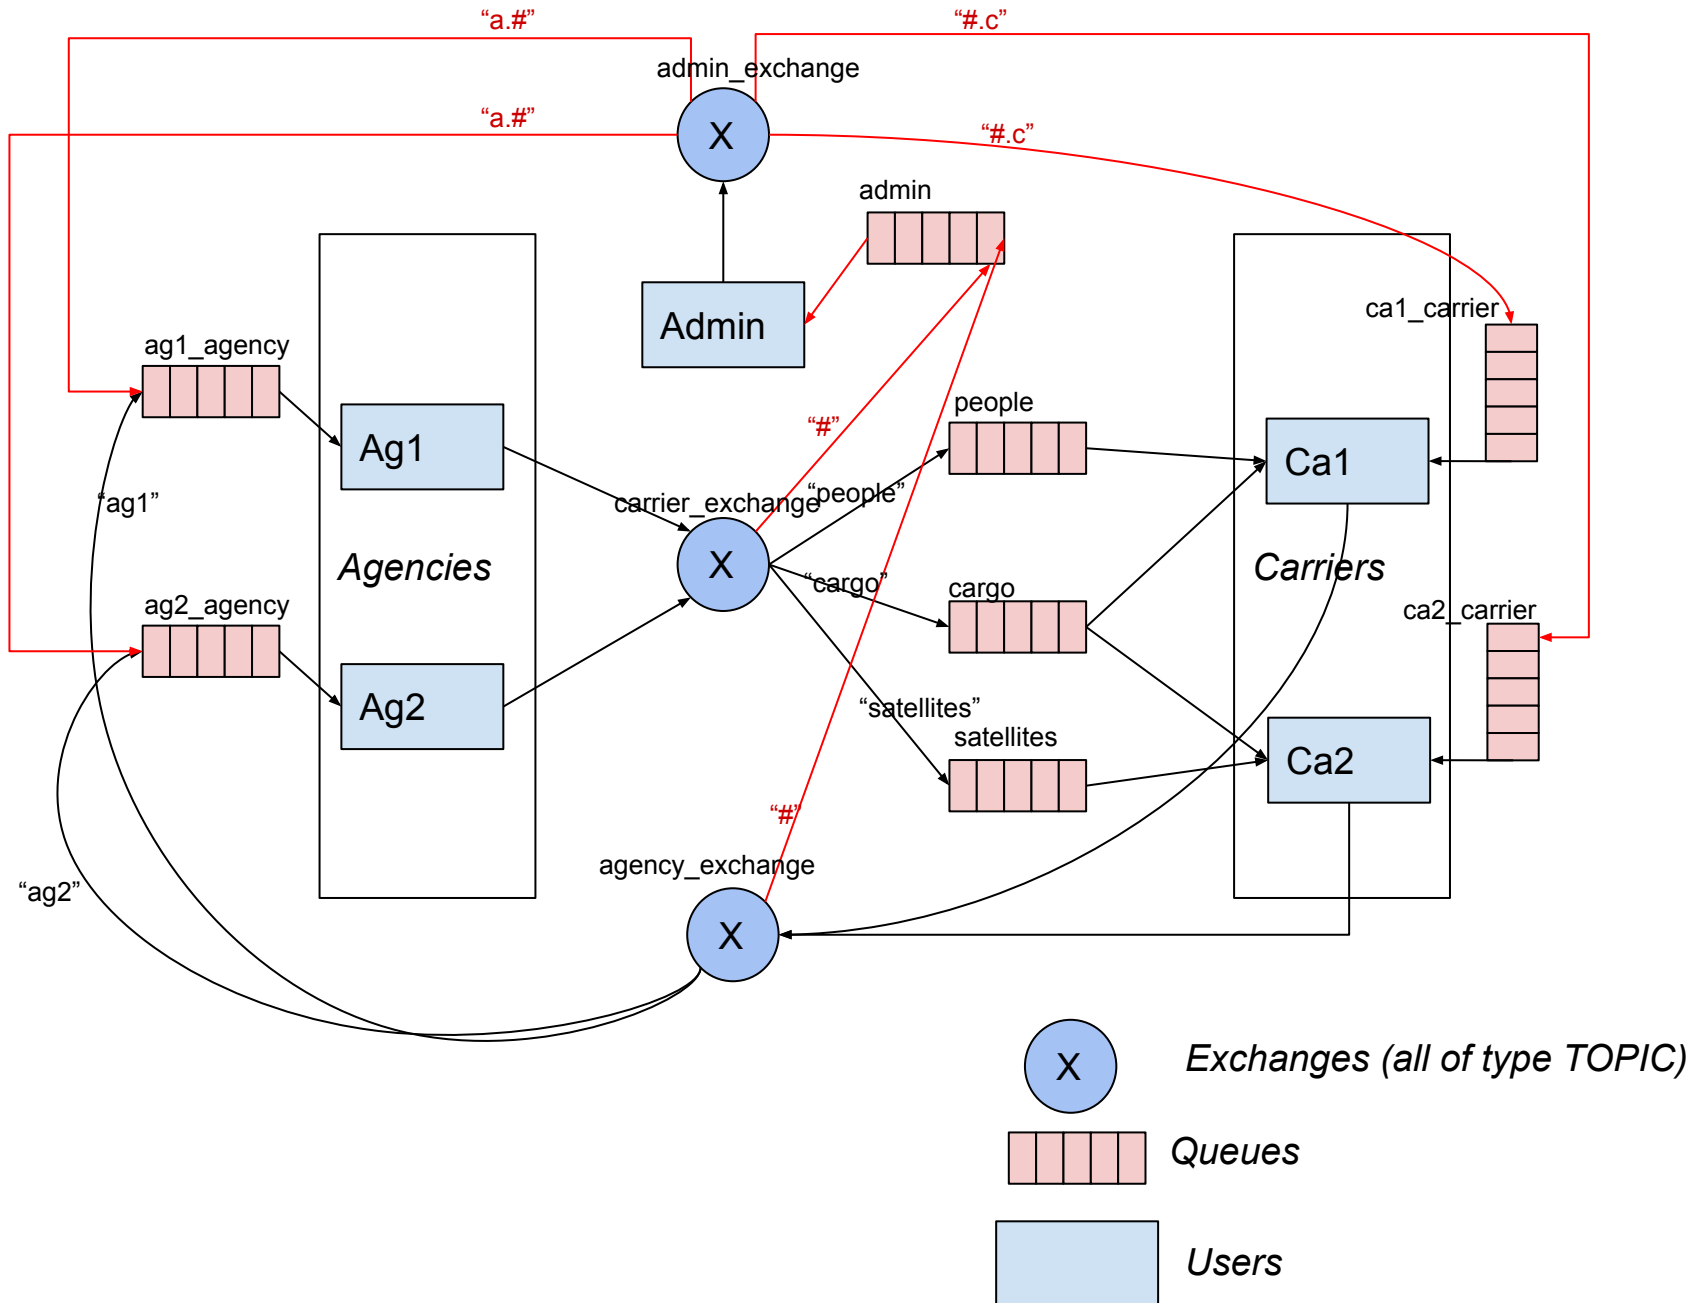 “a.#”
“#.c”
admin_exchange
“a.#”
X
“#.c”
admin
Admin
ca1_carrier
ag1_agency
people
“#”
Ag1
Ca1
“ag1”
“people”
carrier_exchange
X
Agencies
Carriers
“cargo”
cargo
ag2_agency
ca2_carrier
Ag2
“satellites”
satellites
Ca2
“#”
agency_exchange
“ag2”
X
X
Exchanges (all of type TOPIC)
Queues
Users